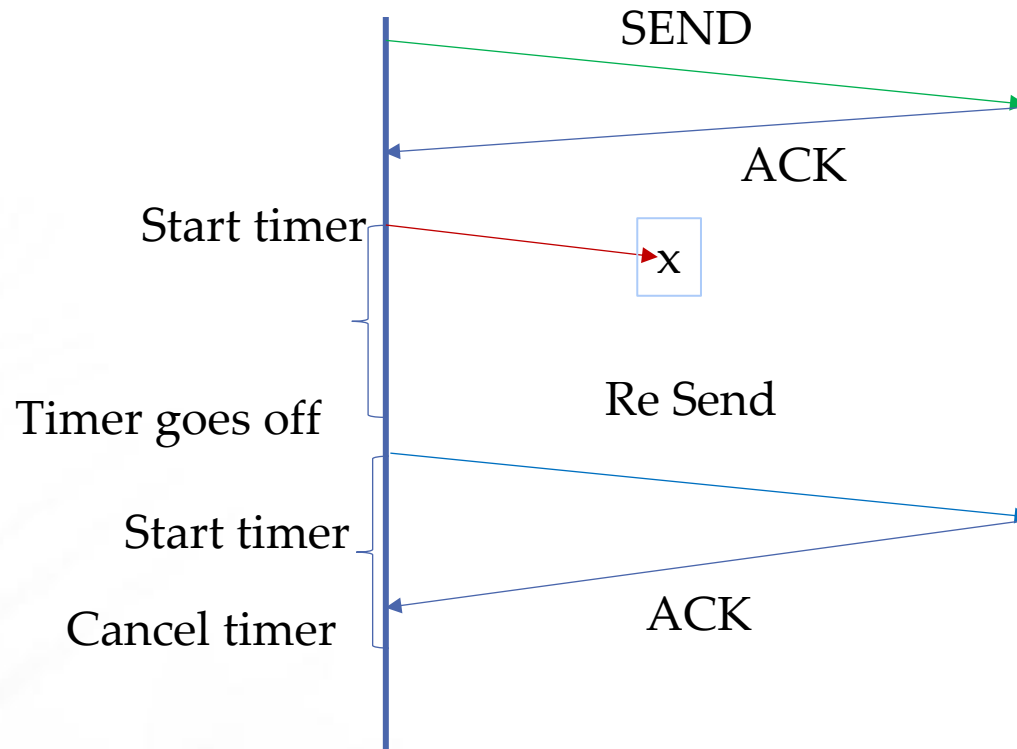 SEND
ACK
Start timer
x
Re Send
Timer goes off
Start timer
ACK
Cancel timer